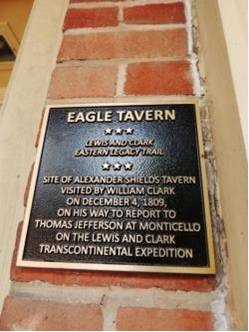 EAGLE TAVERN
★★★
LEWIS AND CLARK
EASTERN LEGACY TRAIL
★★★
SITE OF ALEXANDER SHIELDS TAVERN
VISITED BY WILLIAM CLARK
ON DECEMBER 4, 1809,
ON HIS WAY TO REPORT TO
THOMAS JEFFERSON AT MONTICELLO
ON THE LEWIS AND CLARK
TRANSCONTINENTAL EXPEDITION